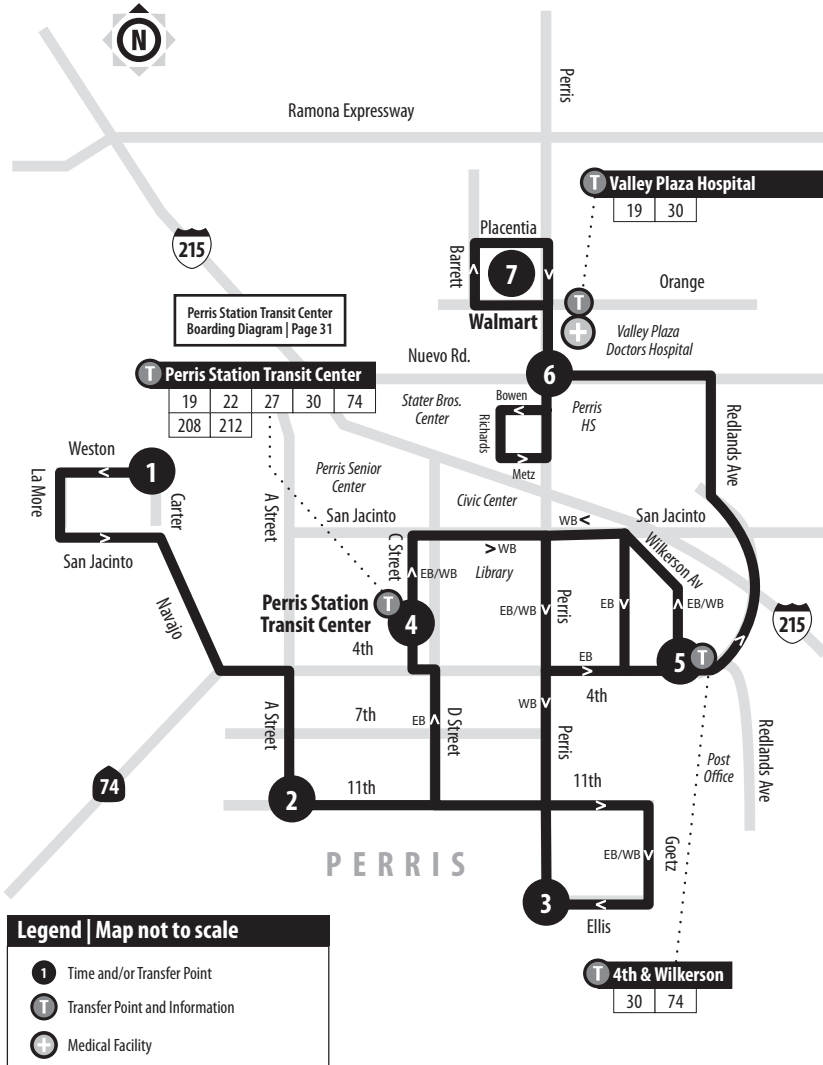 N
Perris
Ramona Expressway
T Valley Plaza Hospital
19 30
215
Placentia
Barrett
7
Orange
Walmart
T
Perris Station Transit Center
Boarding Diagram | Page 31
Valley Plaza
Doctors Hospital
Nuevo Rd.
6
T Perris Station Transit Center
19 22 27 30 74
208 212
Stater Bros.
Center
Bowen
Richards
Metz
Perris
HS
Redlands Ave
Weston
1
La More
Carter
San Jacinto
Navajo
A Street
Perris Senior
Center
Civic Center
San Jacinto
WB <
San Jacinto
> WB
C Street
EB/WB
Library
Wilkerson Av
Perris Station
Transit Center
T
4
EB/WB
Perris
EB
EB/WB
215
4th
EB
5
T
4th
A Street
7th
EB
D Street
WB
Perris
Post
Office
Redlands Ave
74
2
11th
11th
EB/WB
Goetz
PERRIS
3
Ellis
T 4th & Wilkerson
30 74
Legend | Map not to scale
1 Time and/or Transfer Point
T Transfer Point and Information
Medical Facility